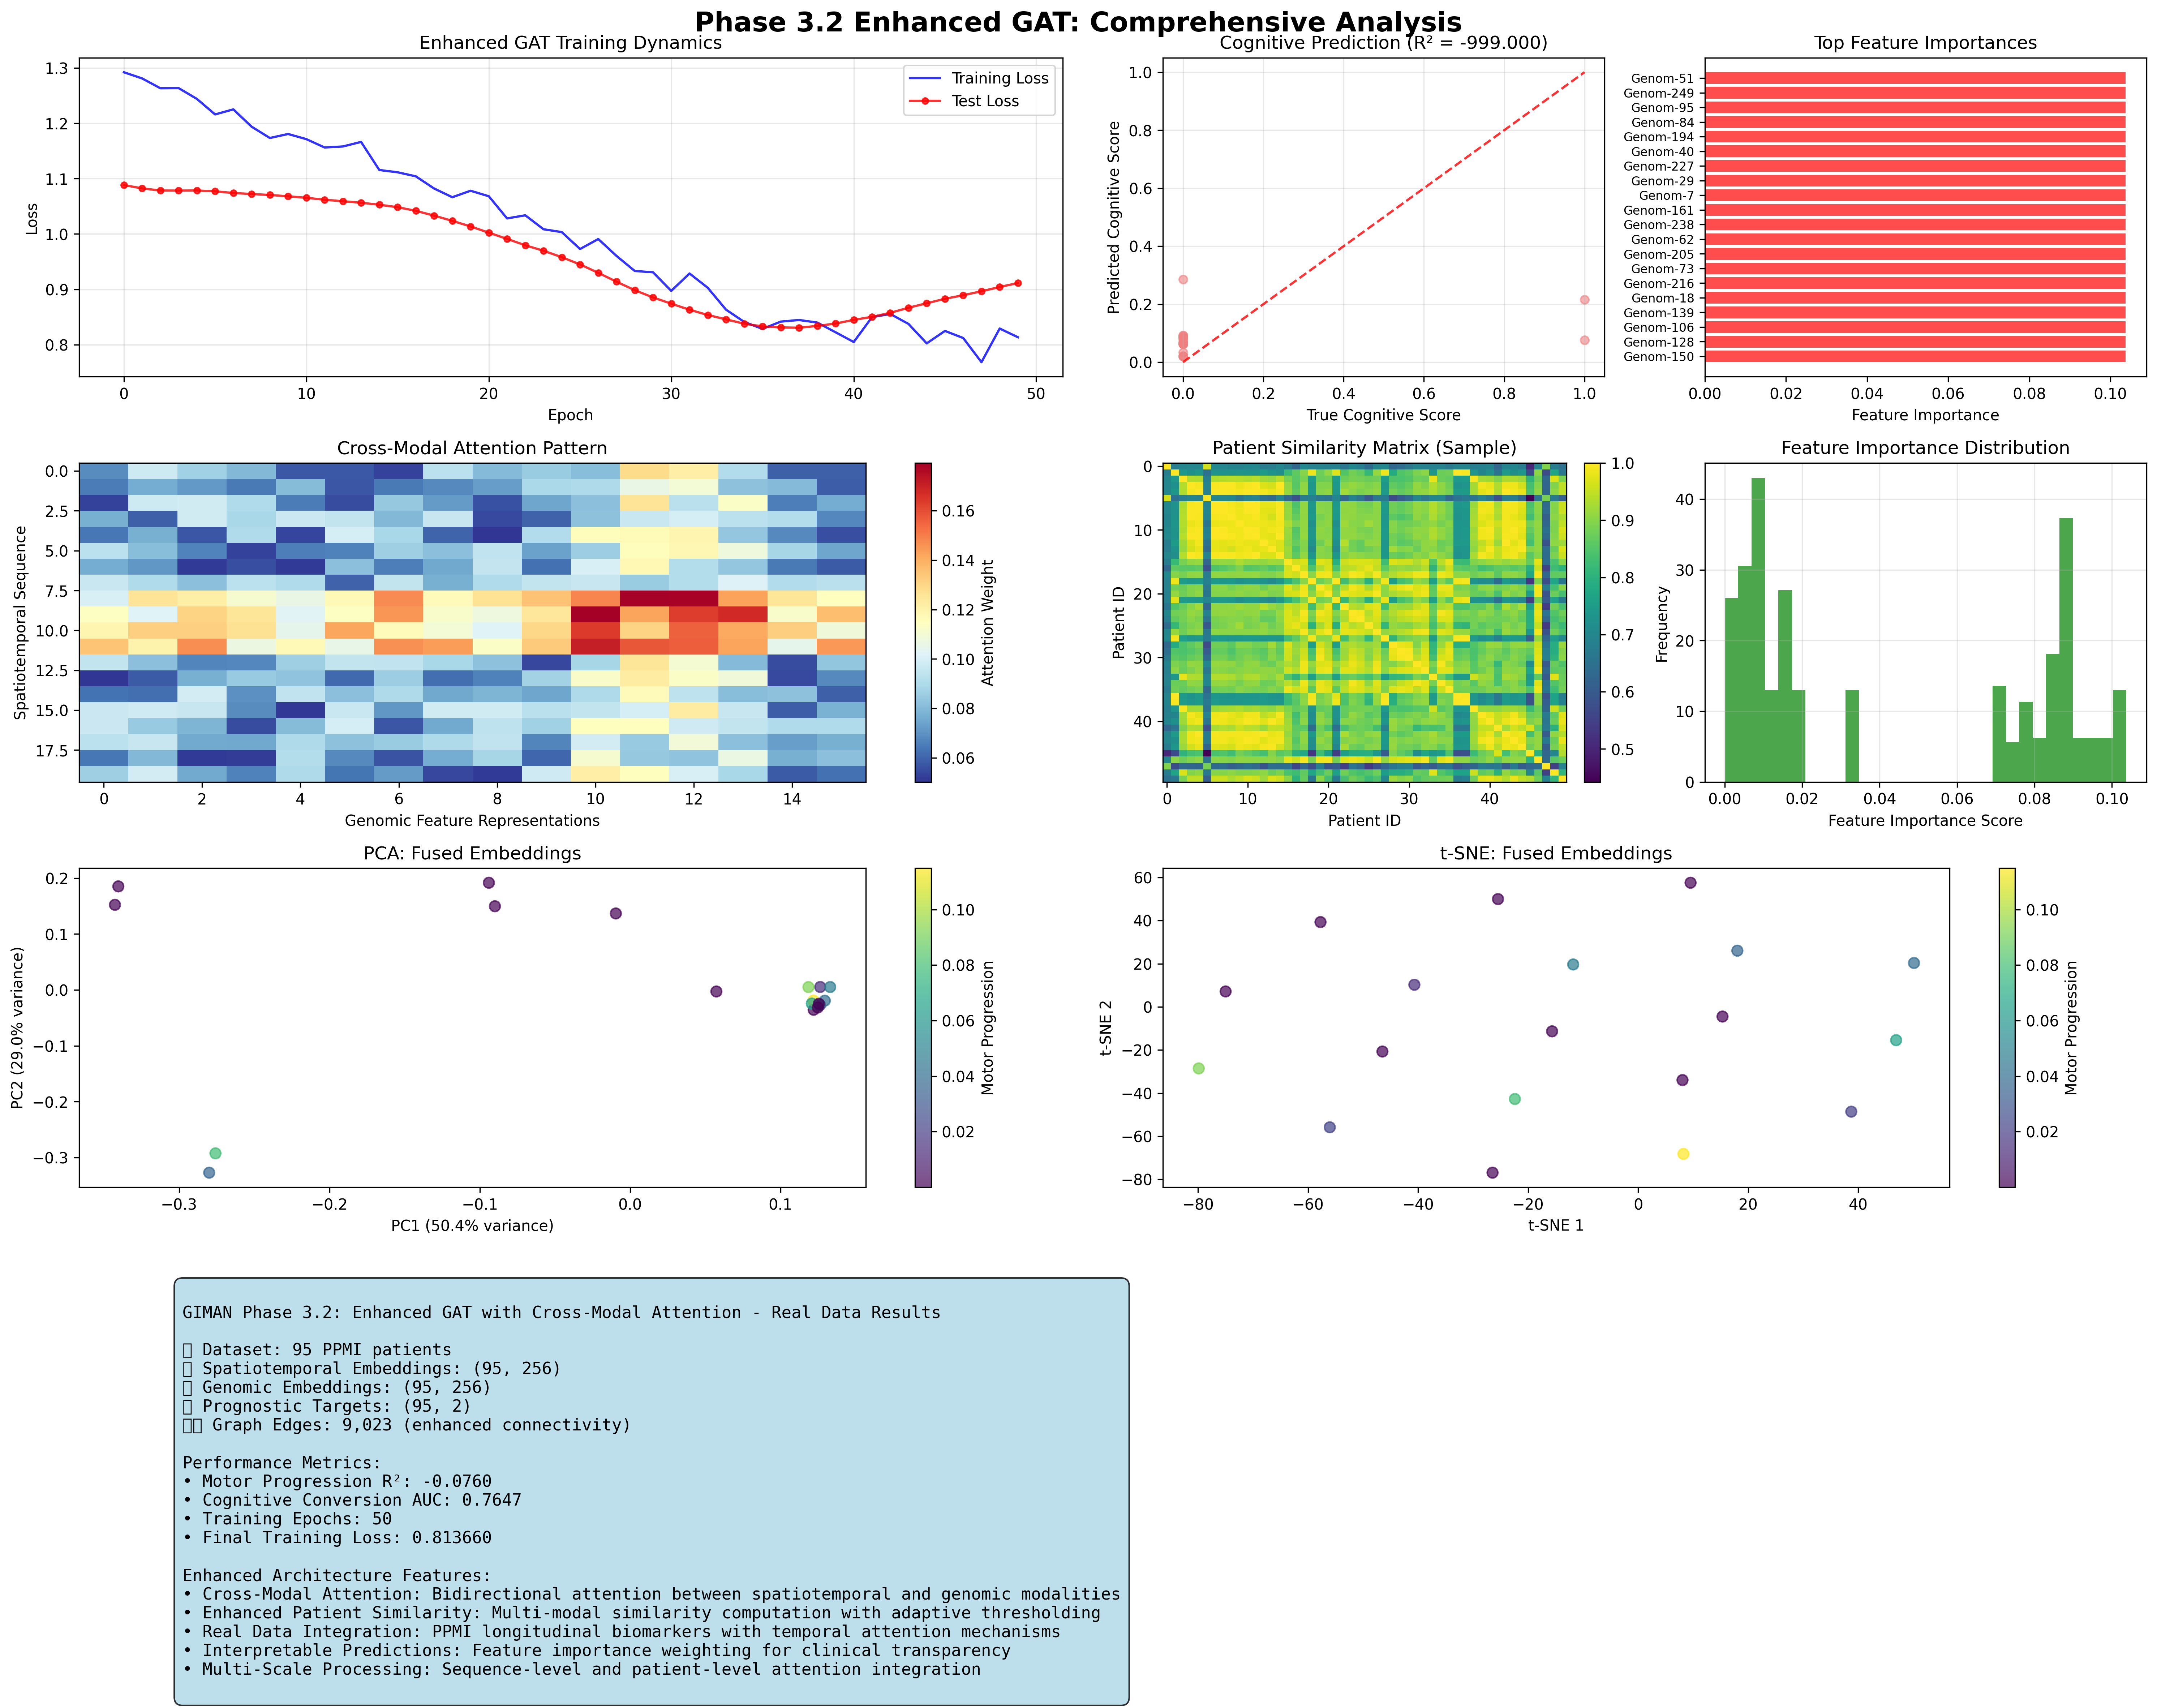 Phase 3.2 Enhanced GAT: Comprehensive Analysis
Enhanced GAT Training Dynamics
1.3
1.2
1.1
1.0
0.9
0.8
Loss
Training Loss
Test Loss
0 10 20 30 40 50
Epoch
Cognitive Prediction (R² = -999.000)
1.0
0.8
0.6
0.4
0.2
0.0
Predicted Cognitive Score
0.0 0.2 0.4 0.6 0.8 1.0
True Cognitive Score
Top Feature Importances
Genom-51
Genom-249
Genom-95
Genom-84
Genom-194
Genom-40
Genom-227
Genom-29
Genom-7
Genom-161
Genom-238
Genom-62
Genom-205
Genom-73
Genom-216
Genom-18
Genom-139
Genom-106
Genom-128
Genom-150
0.00 0.02 0.04 0.06 0.08 0.10
Feature Importance
Cross-Modal Attention Pattern
0.0
2.5
5.0
7.5
10.0
12.5
15.0
17.5
Spatiotemporal Sequence
0 2 4 6 8 10 12 14
Genomic Feature Representations
0.16
0.14
0.12
0.10
0.08
0.06
Attention Weight
Patient Similarity Matrix (Sample)
0
10
20
30
40
Patient ID
0 10 20 30 40
Patient ID
1.0
0.9
0.8
0.7
0.6
0.5
Feature Importance Distribution
40
30
20
10
0
Frequency
0.00 0.02 0.04 0.06 0.08 0.10
Feature Importance Score
PCA: Fused Embeddings
0.2
0.1
0.0
−0.1
−0.2
−0.3
PC2 (29.0% variance)
−0.3 −0.2 −0.1 0.0 0.1
PC1 (50.4% variance)
0.10
0.08
0.06
0.04
0.02
Motor Progression
t-SNE: Fused Embeddings
60
40
20
0
−20
−40
−60
−80
t-SNE 2
−80 −60 −40 −20 0 20 40
t-SNE 1
0.10
0.08
0.06
0.04
0.02
Motor Progression
GIMAN Phase 3.2: Enhanced GAT with Cross-Modal Attention - Real Data Results
Dataset: 95 PPMI patients
Spatiotemporal Embeddings: (95, 256)
Genomic Embeddings: (95, 256)
Prognostic Targets: (95, 2)
Graph Edges: 9,023 (enhanced connectivity)
Performance Metrics:
• Motor Progression R²: -0.0760
• Cognitive Conversion AUC: 0.7647
• Training Epochs: 50
• Final Training Loss: 0.813660
Enhanced Architecture Features:
• Cross-Modal Attention: Bidirectional attention between spatiotemporal and genomic modalities
• Enhanced Patient Similarity: Multi-modal similarity computation with adaptive thresholding
• Real Data Integration: PPMI longitudinal biomarkers with temporal attention mechanisms
• Interpretable Predictions: Feature importance weighting for clinical transparency
• Multi-Scale Processing: Sequence-level and patient-level attention integration